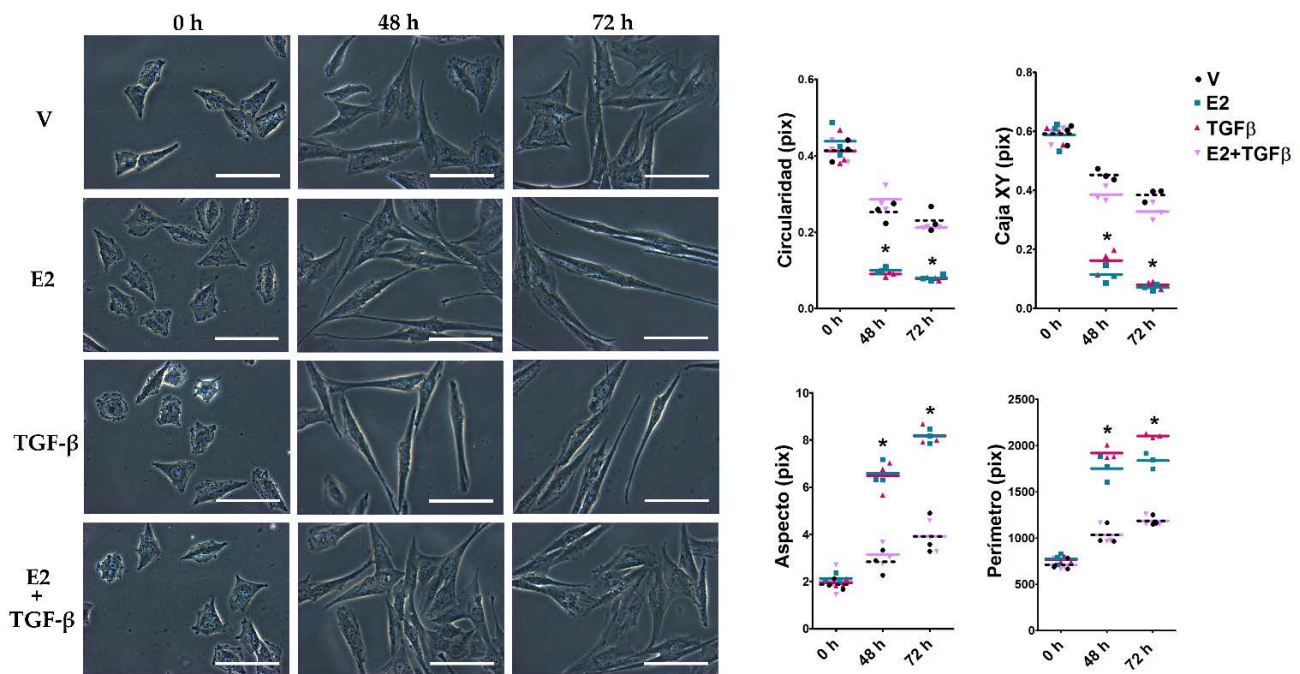 0 h 48 h 72 h
V
E2
TGF-β
E2
+
TGF-β
Circularidad (pix)
0.6
0.4
0.2
0.0
*
*
0 h
48 h
72 h
Caja XY (pix)
0.8
0.6
0.4
0.2
0.0
*
*
0 h
48 h
72 h
V
E2
TGFβ
E2+TGFβ
Aspecto (pix)
10
8
6
4
2
0
*
*
0 h
48 h
72 h
Perímetro (pix)
2500
2000
1500
1000
500
0
*
*
0 h
48 h
72 h